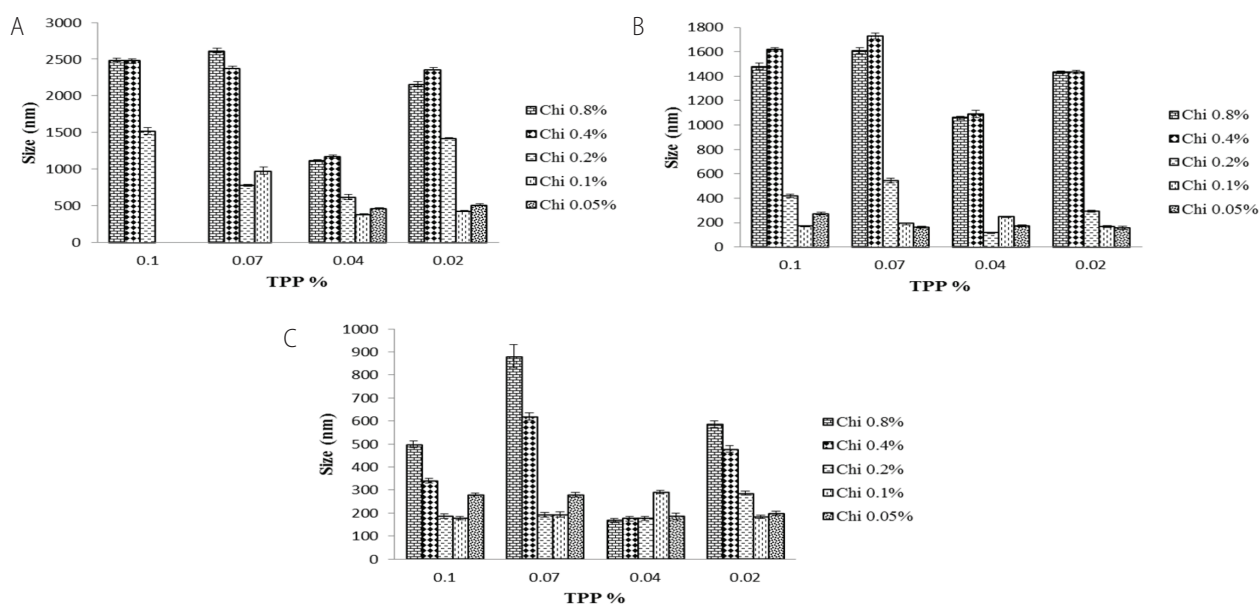 A
Size (nm)
3000
2500
2000
1500
1000
500
0
0.1 0.07 0.04 0.02
TPP %
Chi 0.8%
Chi 0.4%
Chi 0.2%
Chi 0.1%
Chi 0.05%
B
Size (nm)
1800
1600
1400
1200
1000
800
600
400
200
0
0.1 0.07 0.04 0.02
TPP %
Chi 0.8%
Chi 0.4%
Chi 0.2%
Chi 0.1%
Chi 0.05%
C
Size (nm)
1000
900
800
700
600
500
400
300
200
100
0
0.1 0.07 0.04 0.02
TPP %
Chi 0.8%
Chi 0.4%
Chi 0.2%
Chi 0.1%
Chi 0.05%